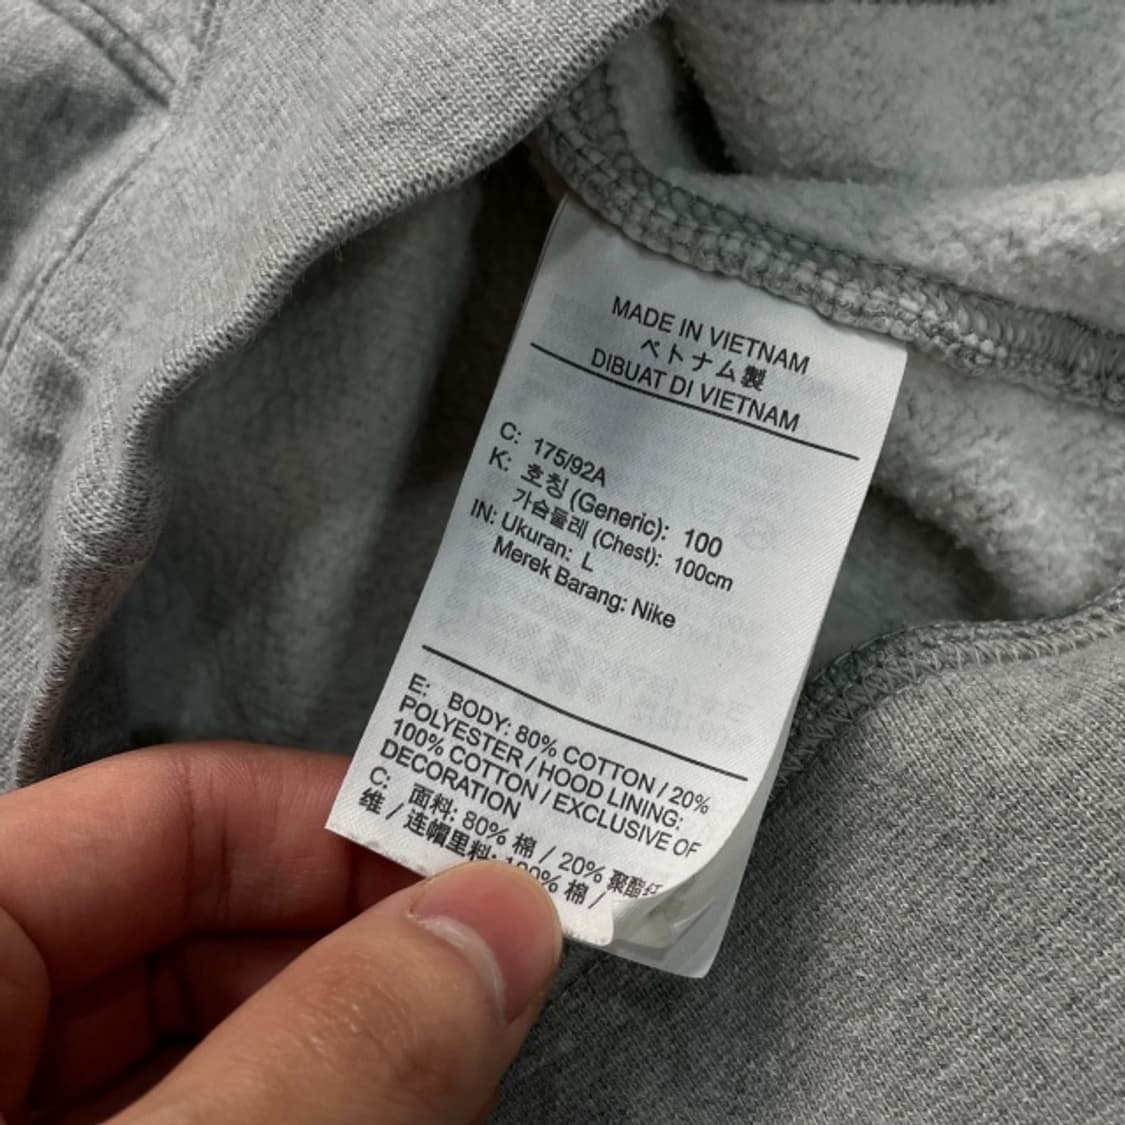 MADE IN VIETNAM
ベトナム製
DIBUAT DI VIETNAM
C: 175/92A
K: 호칭 (Generic): 100
가슴둘레 (Chest): 100cm
IN: Ukuran: L
Merek Barang: Nike
E: BODY: 80% COTTON / 20%
POLYESTER / HOOD LINING:
100% COTTON / EXCLUSIVE OF
DECORATION
C: 面料: 80% 棉 / 20% 聚酯纤
维 / 连帽里料: 100% 棉 /